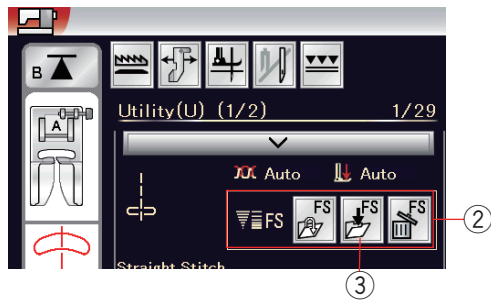 B
A
Utility(U) (1/2) 1/29
Auto Auto
FS FS FS FS
②
Straight Stitch
③